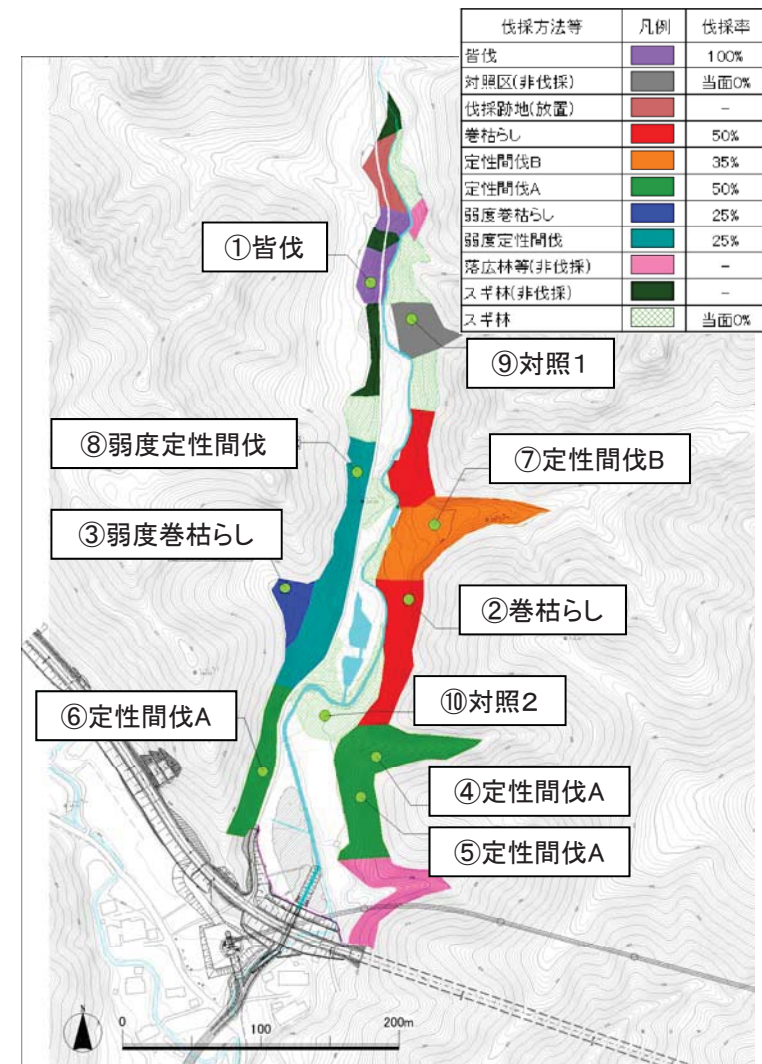 伐採方法等 凡例 伐採率
皆伐 100%
対照区(非伐採) 当面0%
伐採跡地(放置) －
巻枯らし 50%
定性間伐B 35%
定性間伐A 50%
弱度巻枯らし 25%
弱度定性間伐 25%
落広林等(非伐採) －
スギ林(非伐採) －
スギ林 当面0%
①皆伐
⑨対照1
⑧弱度定性間伐
⑦定性間伐B
③弱度巻枯らし
②巻枯らし
⑥定性間伐A
⑩対照2
④定性間伐A
⑤定性間伐A
0 100 200m